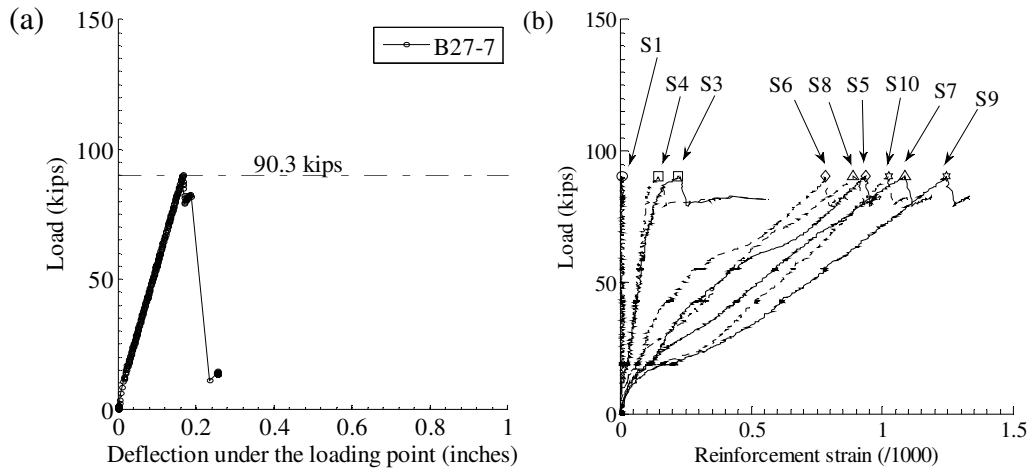 (a)
150
100
50
0
Load (kips)
B27-7
90.3 kips
0 0.2 0.4 0.6 0.8 1
Deflection under the loading point (inches)
(b)
150
100
50
0
Load (kips)
S1
S4 S3
S6 S8 S5 S10 S7 S9
0 0.5 1 1.5
Reinforcement strain (/1000)